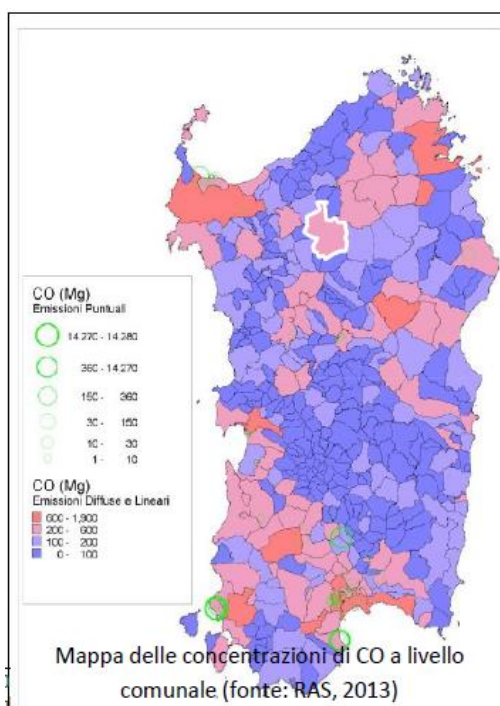 CO (Mg)
Emissioni Puntuali
14.270 - 14.280
360 - 14.270
150 - 360
30 - 150
10 - 30
1 - 10
CO (Mg)
Emissioni Diffuse e Lineari
600 - 1,900
200 - 600
100 - 200
0 - 100
Mappa delle concentrazioni di CO a livello
comunale (fonte: RAS, 2013)